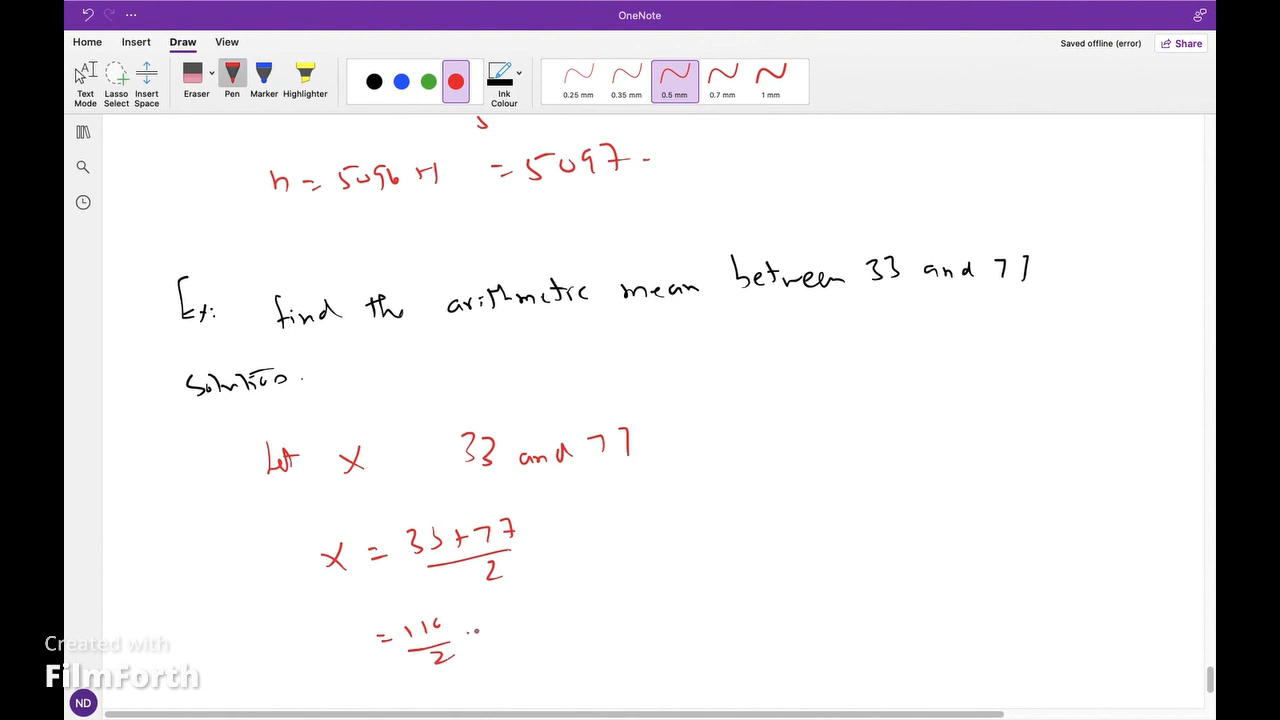 OneNote
Home Insert Draw View
Saved offline (error) Share
Text Mode
Lasso Select
Insert Space
Eraser
Pen
Marker
Highlighter
Ink Colour
0.25 mm 0.35 mm 0.5 mm 0.7 mm 1 mm
n = 5096 + 1 = 5097.
Ex: find the arithmetic mean between 33 and 77
Solution.
Let x 33 and 77
x = 33+77
2
= 110
2
Created with
FilmForth
ND